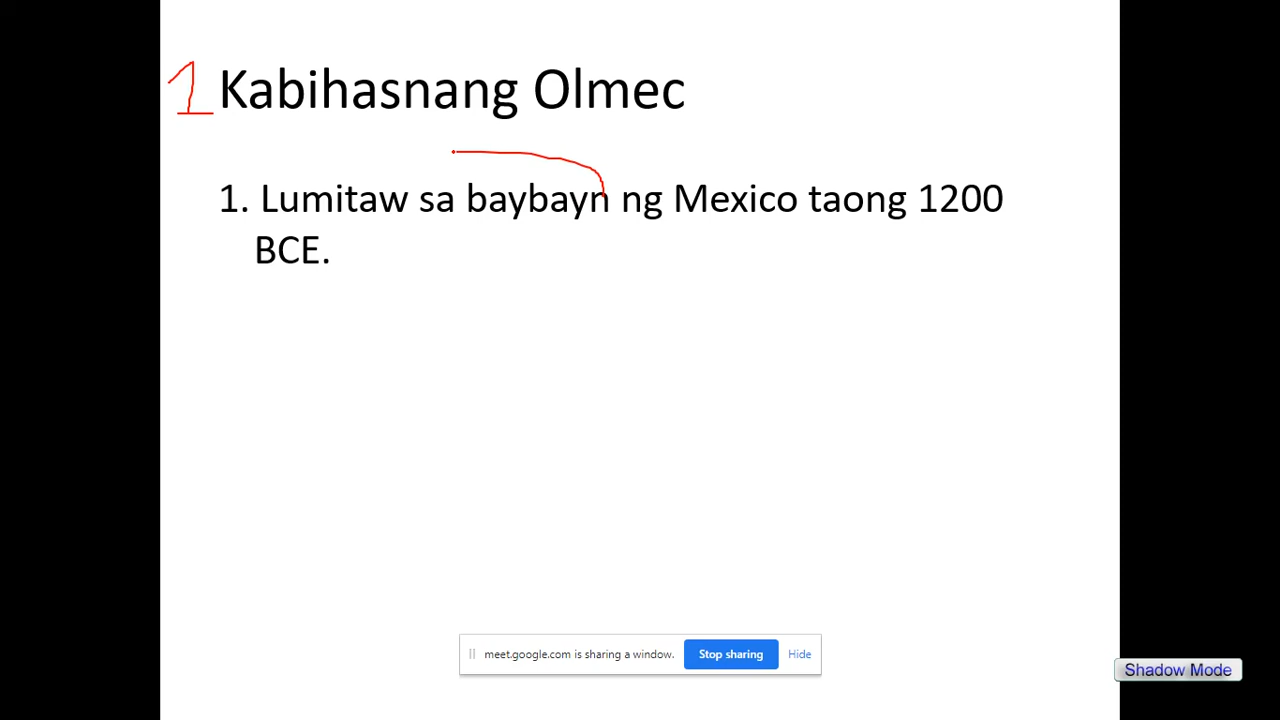 1 Kabihasnang Olmec
1. Lumitaw sa baybayn ng Mexico taong 1200
BCE.
meet.google.com is sharing a window. Stop sharing Hide
Shadow Mode